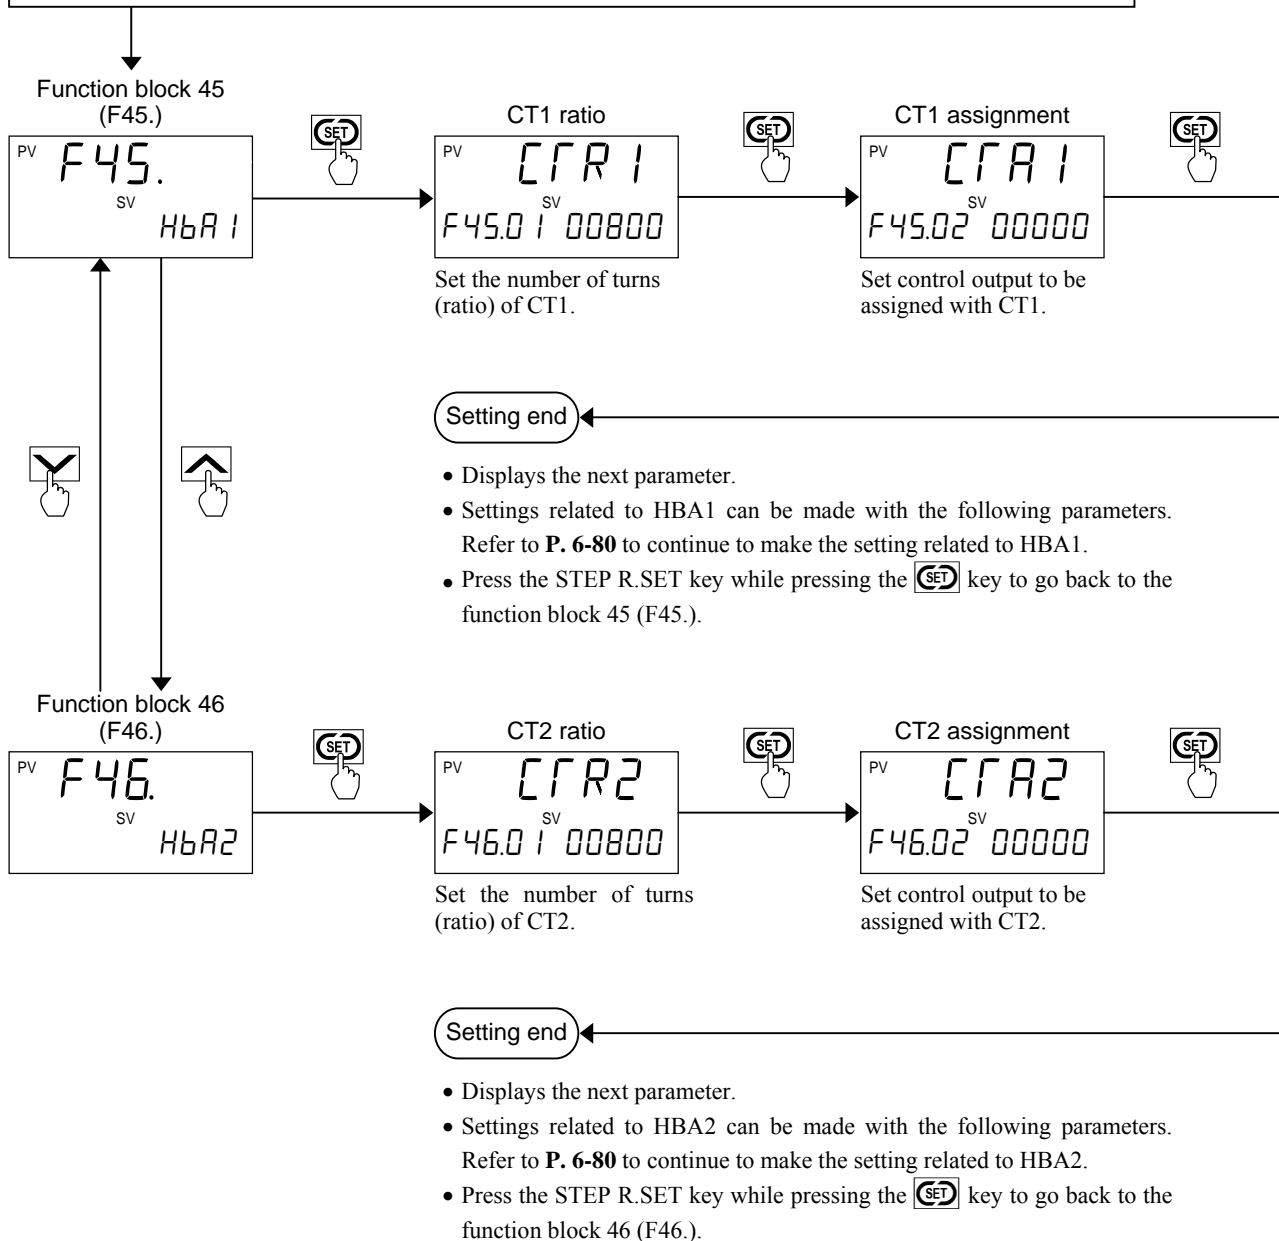 Function block 45
(F45.)
SET
CT1 ratio
SET
CT1 assignment
SET
PV F45.
SV
HbA1
PV CTR1
SV
F45.01 00800
PV CTA1
SV
F45.02 00000
Set the number of turns
(ratio) of CT1.
Set control output to be
assigned with CT1.
Setting end
• Displays the next parameter.
• Settings related to HBA1 can be made with the following parameters.
Refer to P. 6-80 to continue to make the setting related to HBA1.
• Press the STEP R.SET key while pressing the SET key to go back to the
function block 45 (F45.).
Function block 46
(F46.)
SET
CT2 ratio
SET
CT2 assignment
SET
PV F46.
SV
HbA2
PV CTR2
SV
F46.01 00800
PV CTA2
SV
F46.02 00000
Set the number of turns
(ratio) of CT2.
Set control output to be
assigned with CT2.
Setting end
• Displays the next parameter.
• Settings related to HBA2 can be made with the following parameters.
Refer to P. 6-80 to continue to make the setting related to HBA2.
• Press the STEP R.SET key while pressing the SET key to go back to the
function block 46 (F46.).